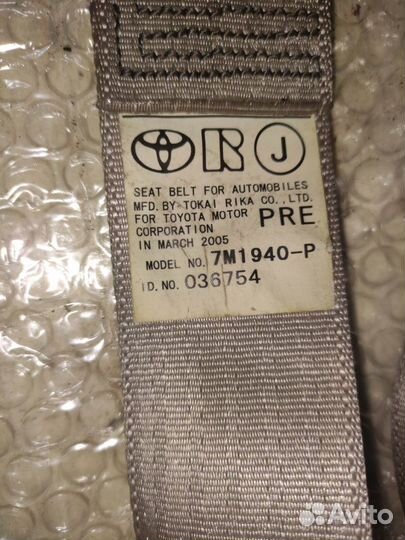 R J
SEAT BELT FOR AUTOMOBILES
MFD. BY TOKAI RIKA CO., LTD.
FOR TOYOTA MOTOR PRE
CORPORATION
IN MARCH 2005
MODEL NO. 7M1940-P
ID. NO. 036754
Avito